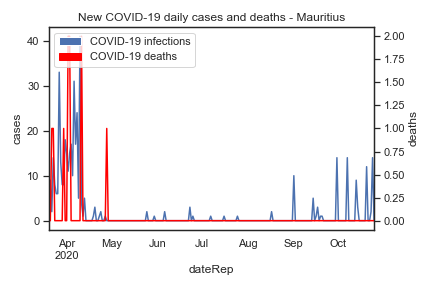 New COVID-19 daily cases and deaths - Mauritius
COVID-19 infections
COVID-19 deaths
cases
40
30
20
10
0
2.00
1.75
1.50
1.25
1.00
0.75
0.50
0.25
0.00
deaths
Apr May Jun Jul Aug Sep Oct
2020
dateRep